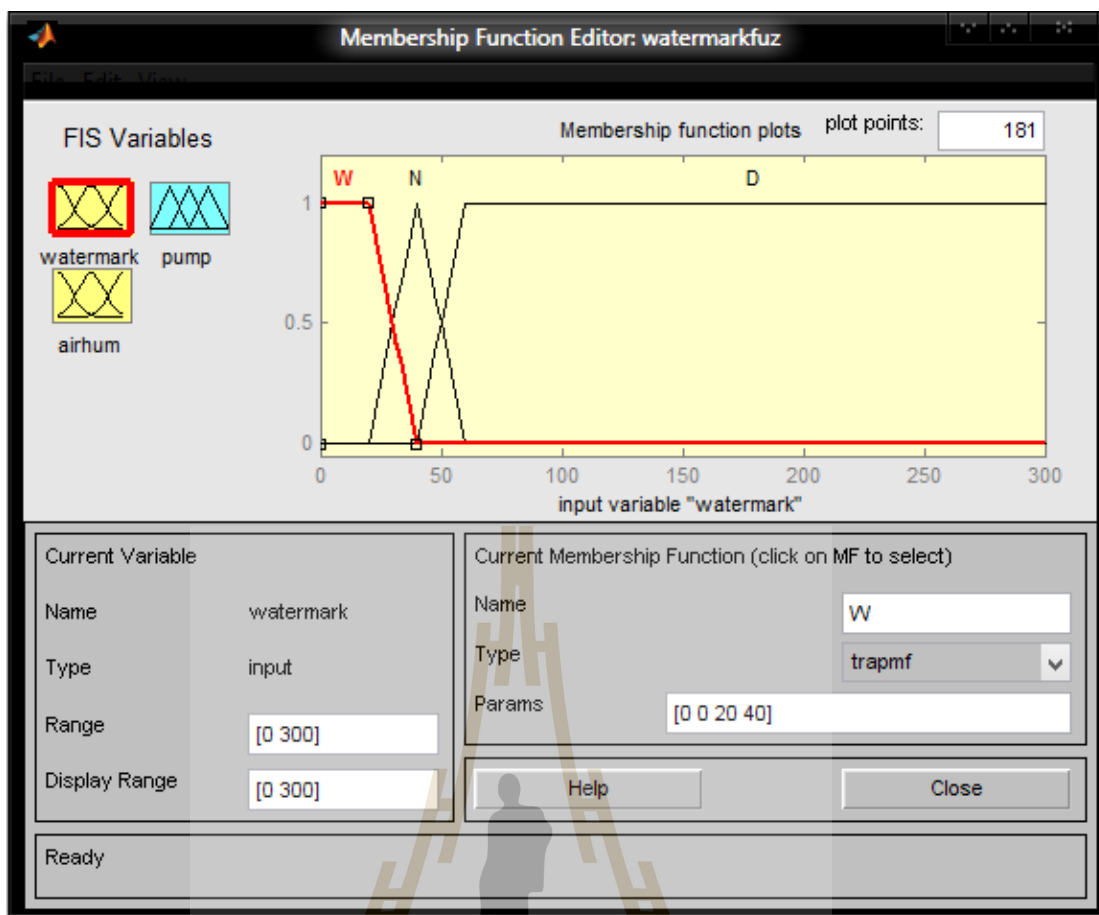 Membership Function Editor: watermarkfuz
File Edit View
FIS Variables
Membership function plots plot points: 181
watermark pump
airhum
W N D
1
0.5
0
0 50 100 150 200 250 300
input variable "watermark"
Current Variable
Name watermark
Type input
Range [0 300]
Display Range [0 300]
Current Membership Function (click on MF to select)
Name W
Type trapmf
Params [0 0 20 40]
Help Close
Ready